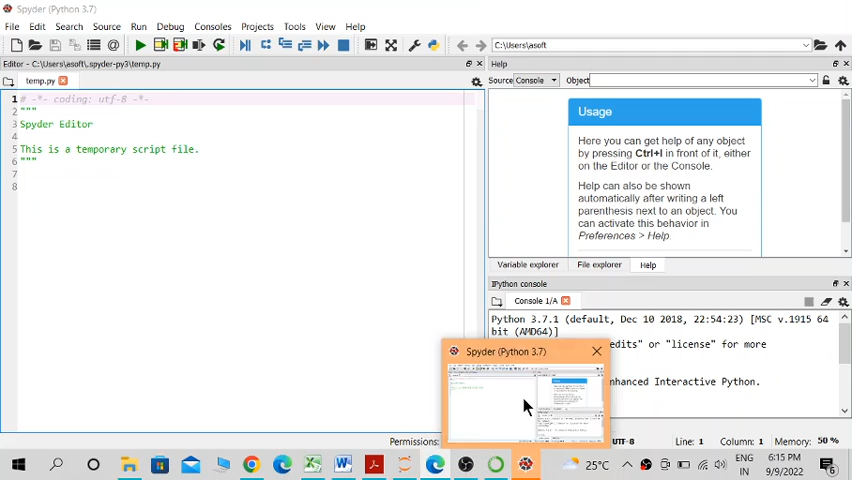 Spyder (Python 3.7)
File Edit Search Source Run Debug Consoles Projects Tools View Help
C:\Users\asoft
Editor - C:\Users\asoft\.spyder-py3\temp.py
temp.py
1 # -*- coding: utf-8 -*-
2 """
3 Spyder Editor
4
5 This is a temporary script file.
6 """
7
8
Help
Source Console Object
Usage
Here you can get help of any object
by pressing Ctrl+I in front of it, either
on the Editor or the Console.
Help can also be shown
automatically after writing a left
parenthesis next to an object. You
can activate this behavior in
Preferences > Help.
Variable explorer File explorer Help
IPython console
Console 1/A
Python 3.7.1 (default, Dec 10 2018, 22:54:23) [MSC v.1915 64
bit (AMD64)]
edits" or "license" for more
nhanced Interactive Python.
Spyder (Python 3.7)
Permissions: UTF-8 Line: 1 Column: 1 Memory: 50 %
25°C
ENG
IN
6:15 PM
9/9/2022
6